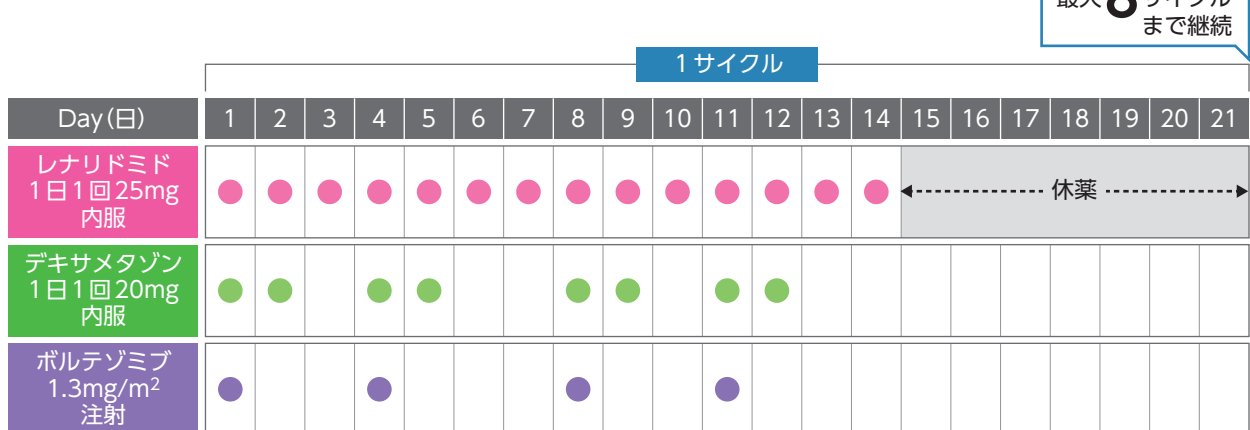 まで継続
1サイクル
Day(日) 1 2 3 4 5 6 7 8 9 10 11 12 13 14 15 16 17 18 19 20 21
レナリドミド
1日1回25mg
内服
休薬
デキサメタゾン
1日1回20mg
内服
ボルテゾミブ
1.3mg/m²
注射